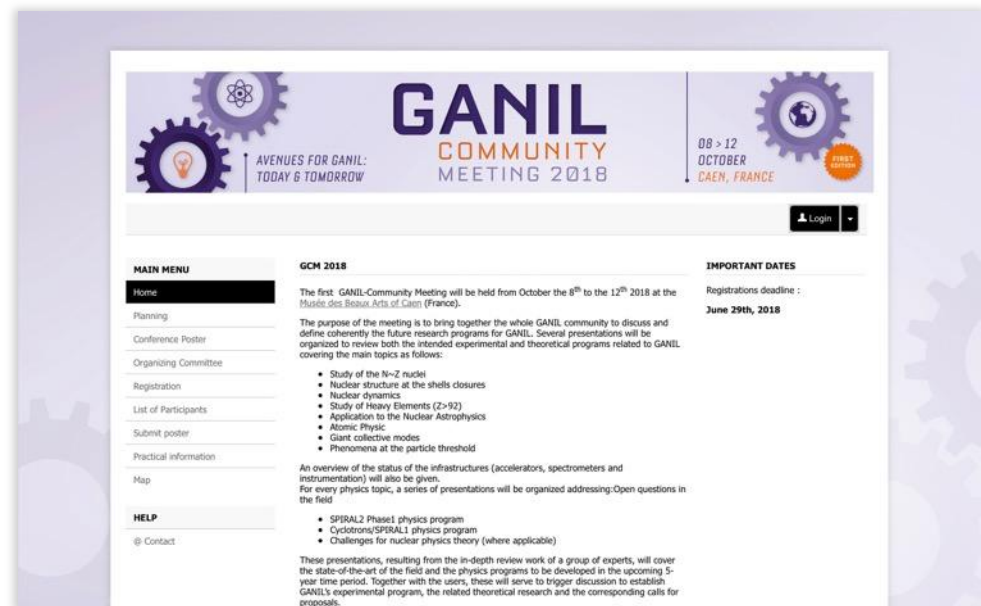 GANIL
COMMUNITY
MEETING 2018
AVENUES FOR GANIL:
TODAY & TOMORROW
08 > 12
OCTOBER
CAEN, FRANCE
FIRST
EDITION
Login
MAIN MENU
Home
Planning
Conference Poster
Organizing Committee
Registration
List of Participants
Submit poster
Practical information
Map
HELP
@ Contact
GCM 2018
The first GANIL-Community Meeting will be held from October the 8th to the 12th 2018 at the
Musée des Beaux Arts of Caen (France).
The purpose of the meeting is to bring together the whole GANIL community to discuss and
define coherently the future research programs for GANIL. Several presentations will be
organized to review both the intended experimental and theoretical programs related to GANIL
covering the main topics as follows:
• Study of the N~Z nuclei
• Nuclear structure at the shells closures
• Nuclear dynamics
• Study of Heavy Elements (Z>92)
• Application to the Nuclear Astrophysics
• Atomic Physic
• Giant collective modes
• Phenomena at the particle threshold
An overview of the status of the infrastructures (accelerators, spectrometers and
instrumentation) will also be given.
For every physics topic, a series of presentations will be organized addressing:Open questions in
the field
• SPIRAL2 Phase1 physics program
• Cyclotrons/SPIRAL1 physics program
• Challenges for nuclear physics theory (where applicable)
These presentations, resulting from the in-depth review work of a group of experts, will cover
the state-of-the-art of the field and the physics programs to be developed in the upcoming 5-
year time period. Together with the users, these will serve to trigger discussion to establish
GANIL's experimental program, the related theoretical research and the corresponding calls for
proposals.
IMPORTANT DATES
Registrations deadline :
June 29th, 2018